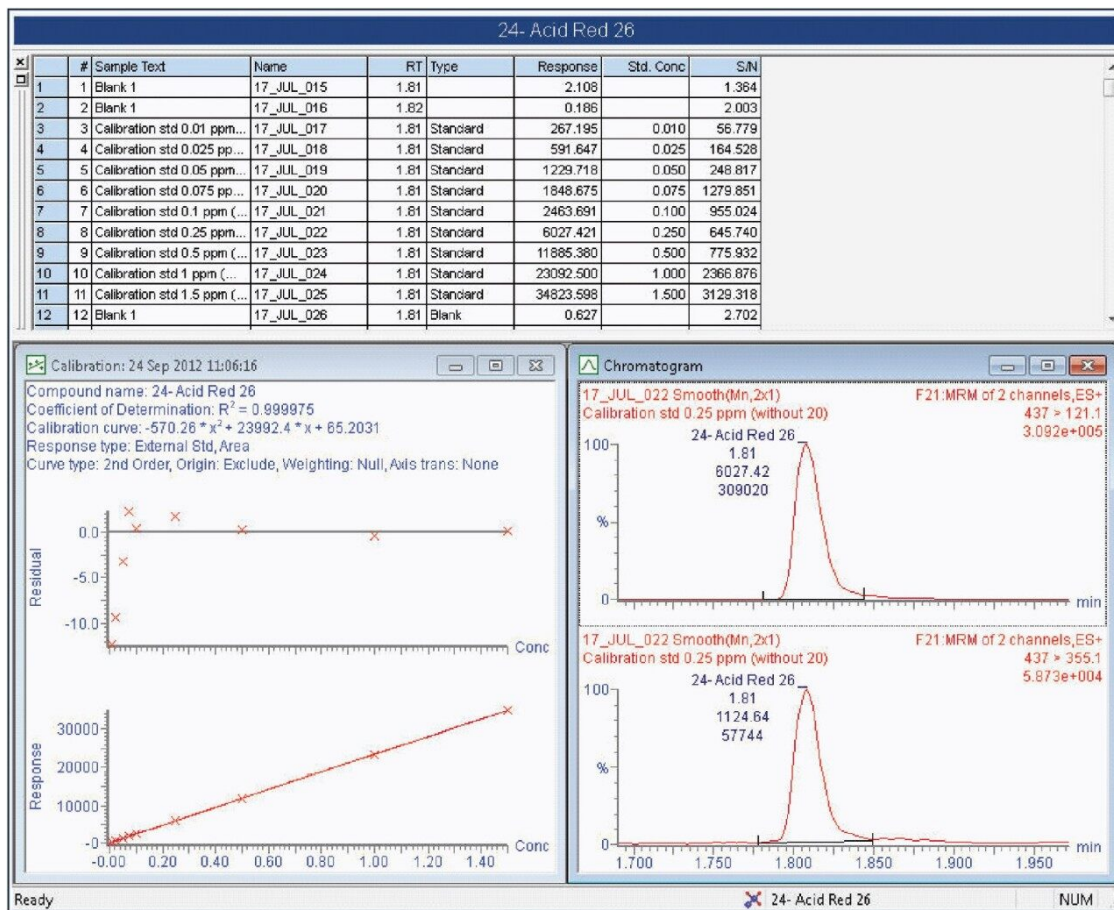 24- Acid Red 26
# Sample Text Name RT Type Response Std. Conc S/N
1 1 Blank 1 17_JUL_015 1.81 2.108 1.364
2 2 Blank 1 17_JUL_016 1.82 0.186 2.003
3 3 Calibration std 0.01 ppm... 17_JUL_017 1.81 Standard 267.195 0.010 56.779
4 4 Calibration std 0.025 pp... 17_JUL_018 1.81 Standard 591.647 0.025 164.528
5 5 Calibration std 0.05 ppm... 17_JUL_019 1.81 Standard 1229.718 0.050 248.817
6 6 Calibration std 0.075 pp... 17_JUL_020 1.81 Standard 1848.675 0.075 1279.851
7 7 Calibration std 0.1 ppm (... 17_JUL_021 1.81 Standard 2463.691 0.100 955.024
8 8 Calibration std 0.25 ppm... 17_JUL_022 1.81 Standard 6027.421 0.250 645.740
9 9 Calibration std 0.5 ppm (... 17_JUL_023 1.81 Standard 11885.380 0.500 775.932
10 10 Calibration std 1 ppm (... 17_JUL_024 1.81 Standard 23092.500 1.000 2366.876
11 11 Calibration std 1.5 ppm (... 17_JUL_025 1.81 Standard 34823.598 1.500 3129.318
12 12 Blank 1 17_JUL_026 1.81 Blank 0.627 2.702
Calibration: 24 Sep 2012 11:06:16
Compound name: 24- Acid Red 26
Coefficient of Determination: R² = 0.999975
Calibration curve: -570.26 * x² + 23992.4 * x + 65.2031
Response type: External Std, Area
Curve type: 2nd Order, Origin: Exclude, Weighting: Null, Axis trans: None
Residual
0.0
-5.0
-10.0
Conc
Response
30000
20000
10000
-0
Conc
-0.00 0.20 0.40 0.60 0.80 1.00 1.20 1.40
Chromatogram
17_JUL_022 Smooth(Mn,2x1) F21:MRM of 2 channels,ES+
Calibration std 0.25 ppm (without 20) 437 > 121.1
3.092e+005
24- Acid Red 26
1.81
6027.42
309020
100
%
0
min
17_JUL_022 Smooth(Mn,2x1) F21:MRM of 2 channels,ES+
Calibration std 0.25 ppm (without 20) 437 > 355.1
5.873e+004
24- Acid Red 26
1.81
1124.64
57744
100
%
0
min
1.700 1.750 1.800 1.850 1.900 1.950
Ready 24- Acid Red 26 NUM